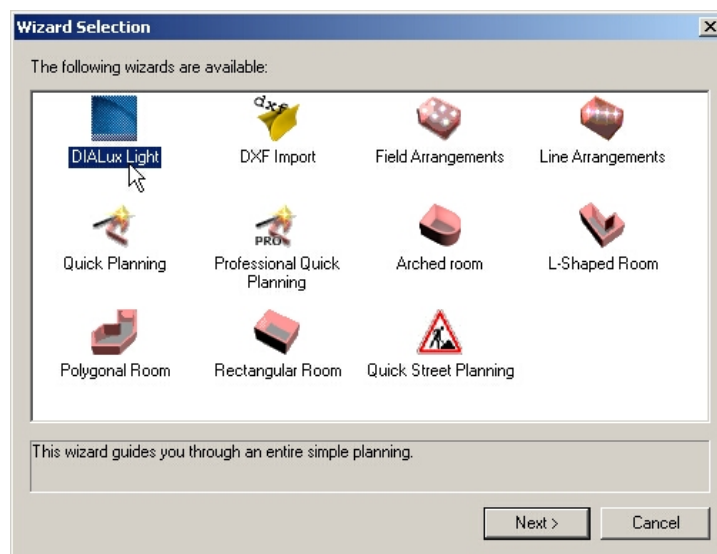 Wizard Selection
The following wizards are available:
dxf
DIALux Light
DXF Import
Field Arrangements
Line Arrangements
PRO
Quick Planning
Professional Quick
Planning
Arched room
L-Shaped Room
Polygonal Room
Rectangular Room
Quick Street Planning
This wizard guides you through an entire simple planning.
Next >
Cancel